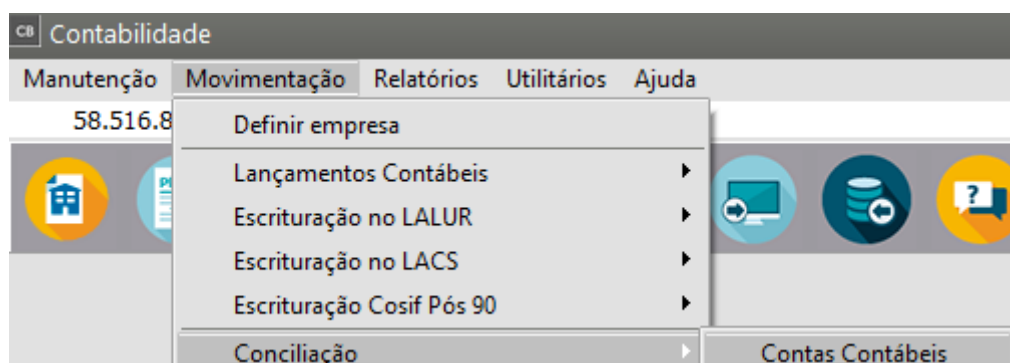 CB Contabilidade
Manutenção Movimentação Relatórios Utilitários Ajuda
58.516.8
Definir empresa
Lançamentos Contábeis
Escrituração no LALUR
Escrituração no LACS
Escrituração Cosif Pós 90
Conciliação Contas Contábeis
?